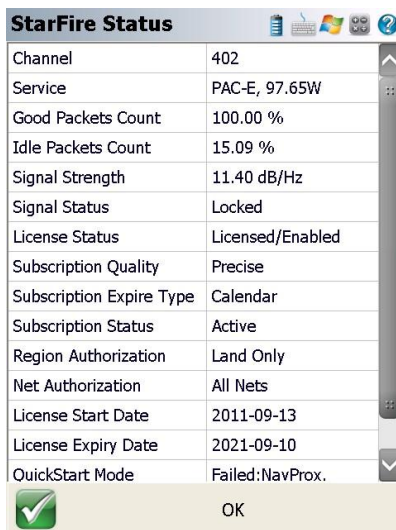 StarFire Status
Channel 402
Service PAC-E, 97.65W
Good Packets Count 100.00 %
Idle Packets Count 15.09 %
Signal Strength 11.40 dB/Hz
Signal Status Locked
License Status Licensed/Enabled
Subscription Quality Precise
Subscription Expire Type Calendar
Subscription Status Active
Region Authorization Land Only
Net Authorization All Nets
License Start Date 2011-09-13
License Expiry Date 2021-09-10
QuickStart Mode Failed:NavProx.
OK